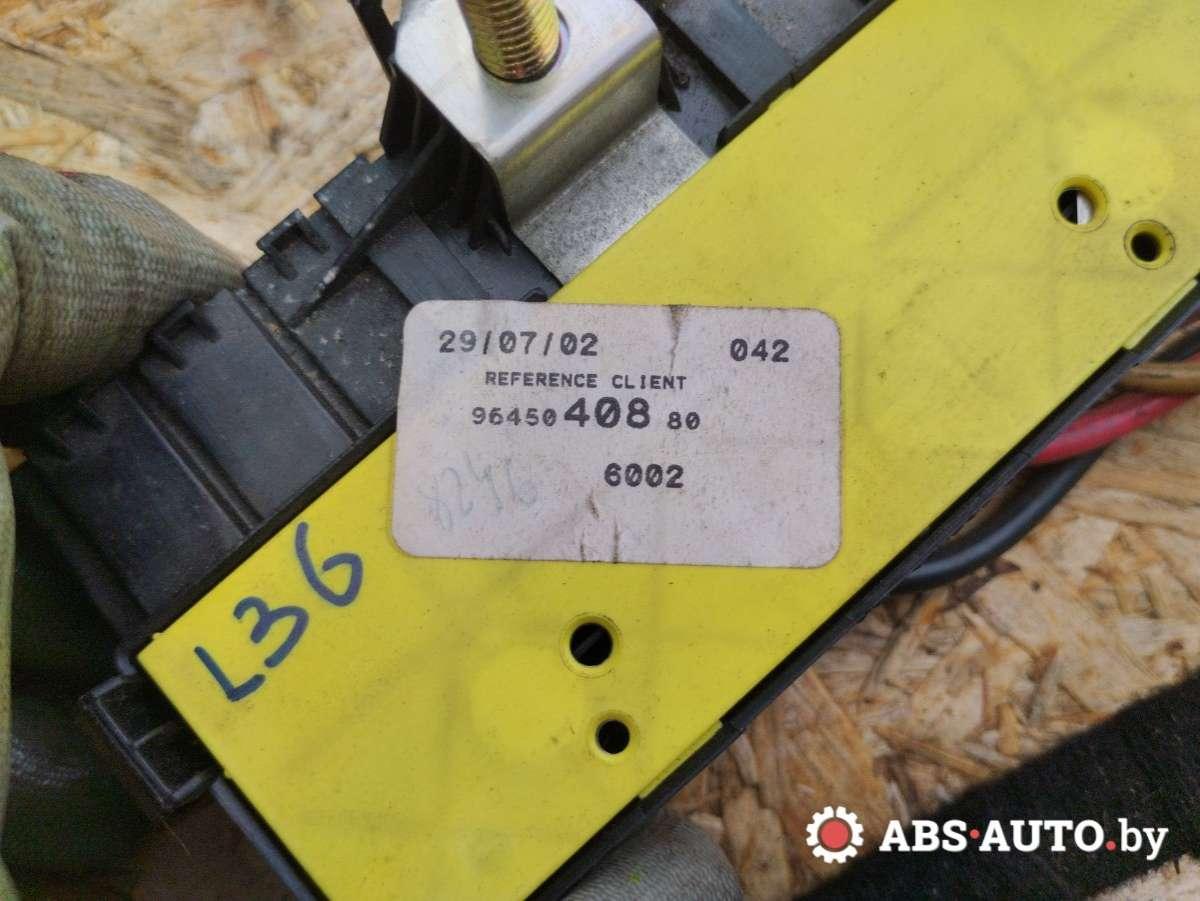 29/07/02 042
REFERENCE CLIENT
96450 408 80
6002
L36
ABS-AUTO.by